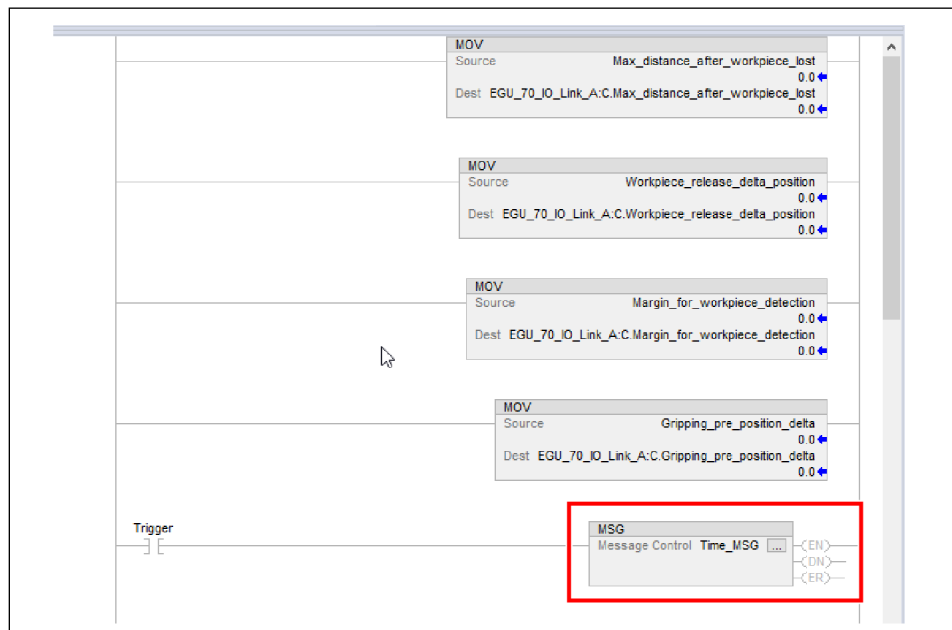 MOV
Source Max_distance_after_workpiece_lost
0.0
Dest EGU_70_IO_Link_A:C.Max_distance_after_workpiece_lost
0.0
MOV
Source Workpiece_release_delta_position
0.0
Dest EGU_70_IO_Link_A:C.Workpiece_release_delta_position
0.0
MOV
Source Margin_for_workpiece_detection
0.0
Dest EGU_70_IO_Link_A:C.Margin_for_workpiece_detection
0.0
MOV
Source Gripping_pre_position_delta
0.0
Dest EGU_70_IO_Link_A:C.Gripping_pre_position_delta
0.0
Trigger
MSG
Message Control Time_MSG ... (EN)
(DN)
(ER)